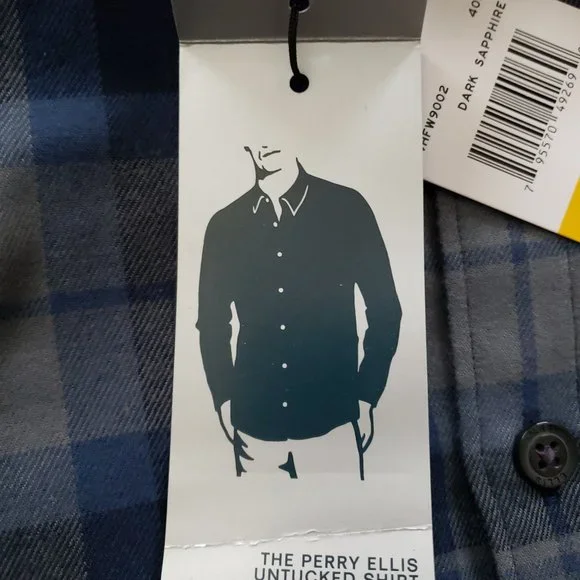 40
DARK SAPPHIRE
HFW9002
7 95570 49269
THE PERRY ELLIS
UNTUCKED SHIRT